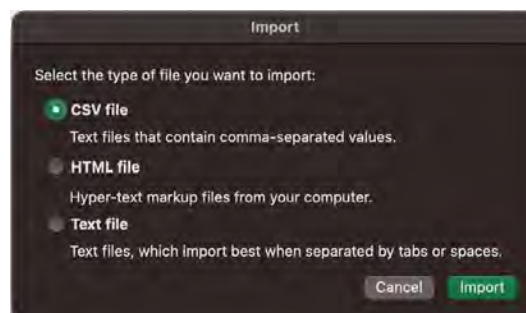 Import
Select the type of file you want to import:
CSV file
Text files that contain comma-separated values.
HTML file
Hyper-text markup files from your computer.
Text file
Text files, which import best when separated by tabs or spaces.
Cancel Import